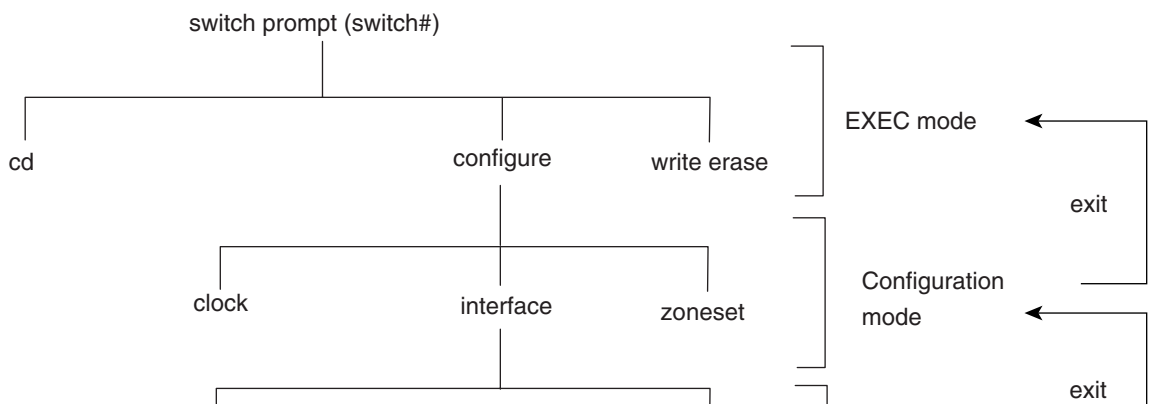 switch prompt (switch#)
EXEC mode
cd
configure
write erase
exit
Configuration
mode
clock
interface
zoneset
exit